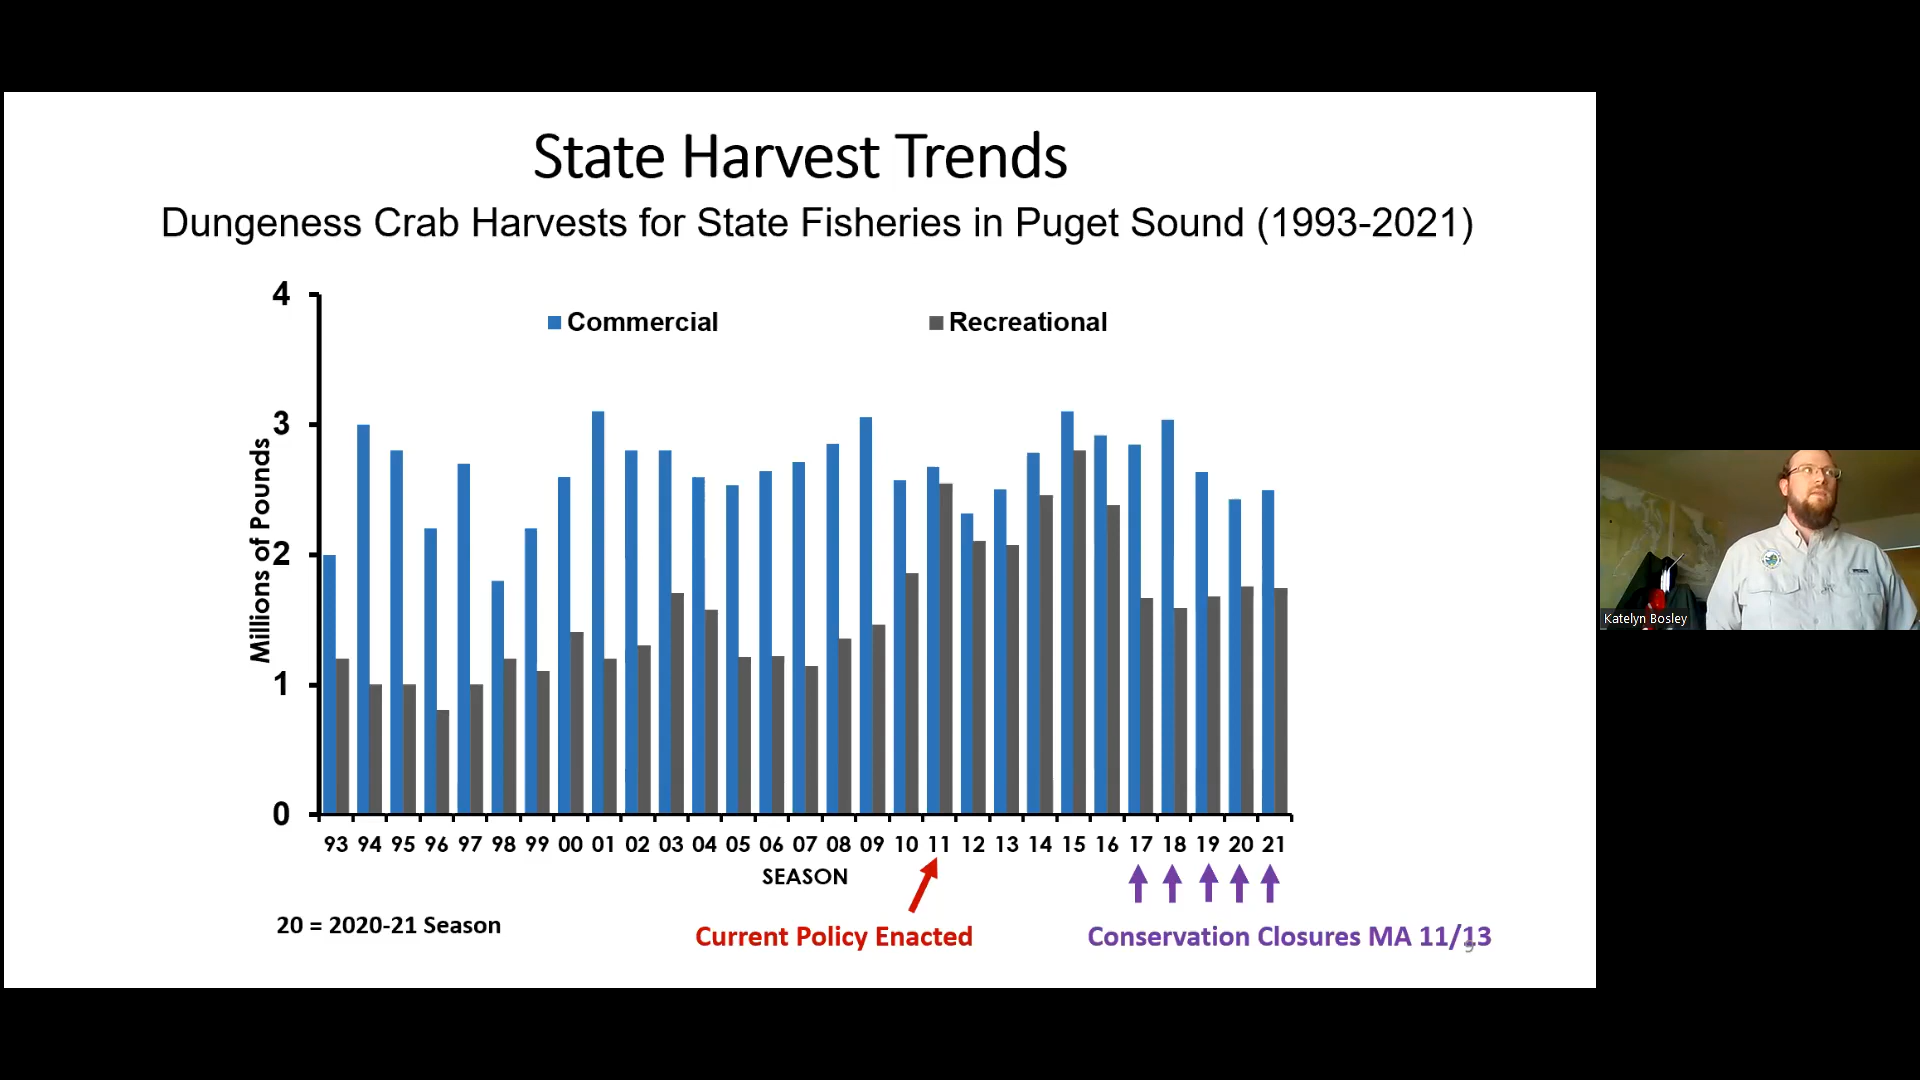 State Harvest Trends
Dungeness Crab Harvests for State Fisheries in Puget Sound (1993-2021)
4
Commercial
Recreational
3
2
1
0
Millions of Pounds
93 94 95 96 97 98 99 00 01 02 03 04 05 06 07 08 09 10 11 12 13 14 15 16 17 18 19 20 21
SEASON
20 = 2020-21 Season
Current Policy Enacted
Conservation Closures MA 11/13
9
Katelyn Bosley